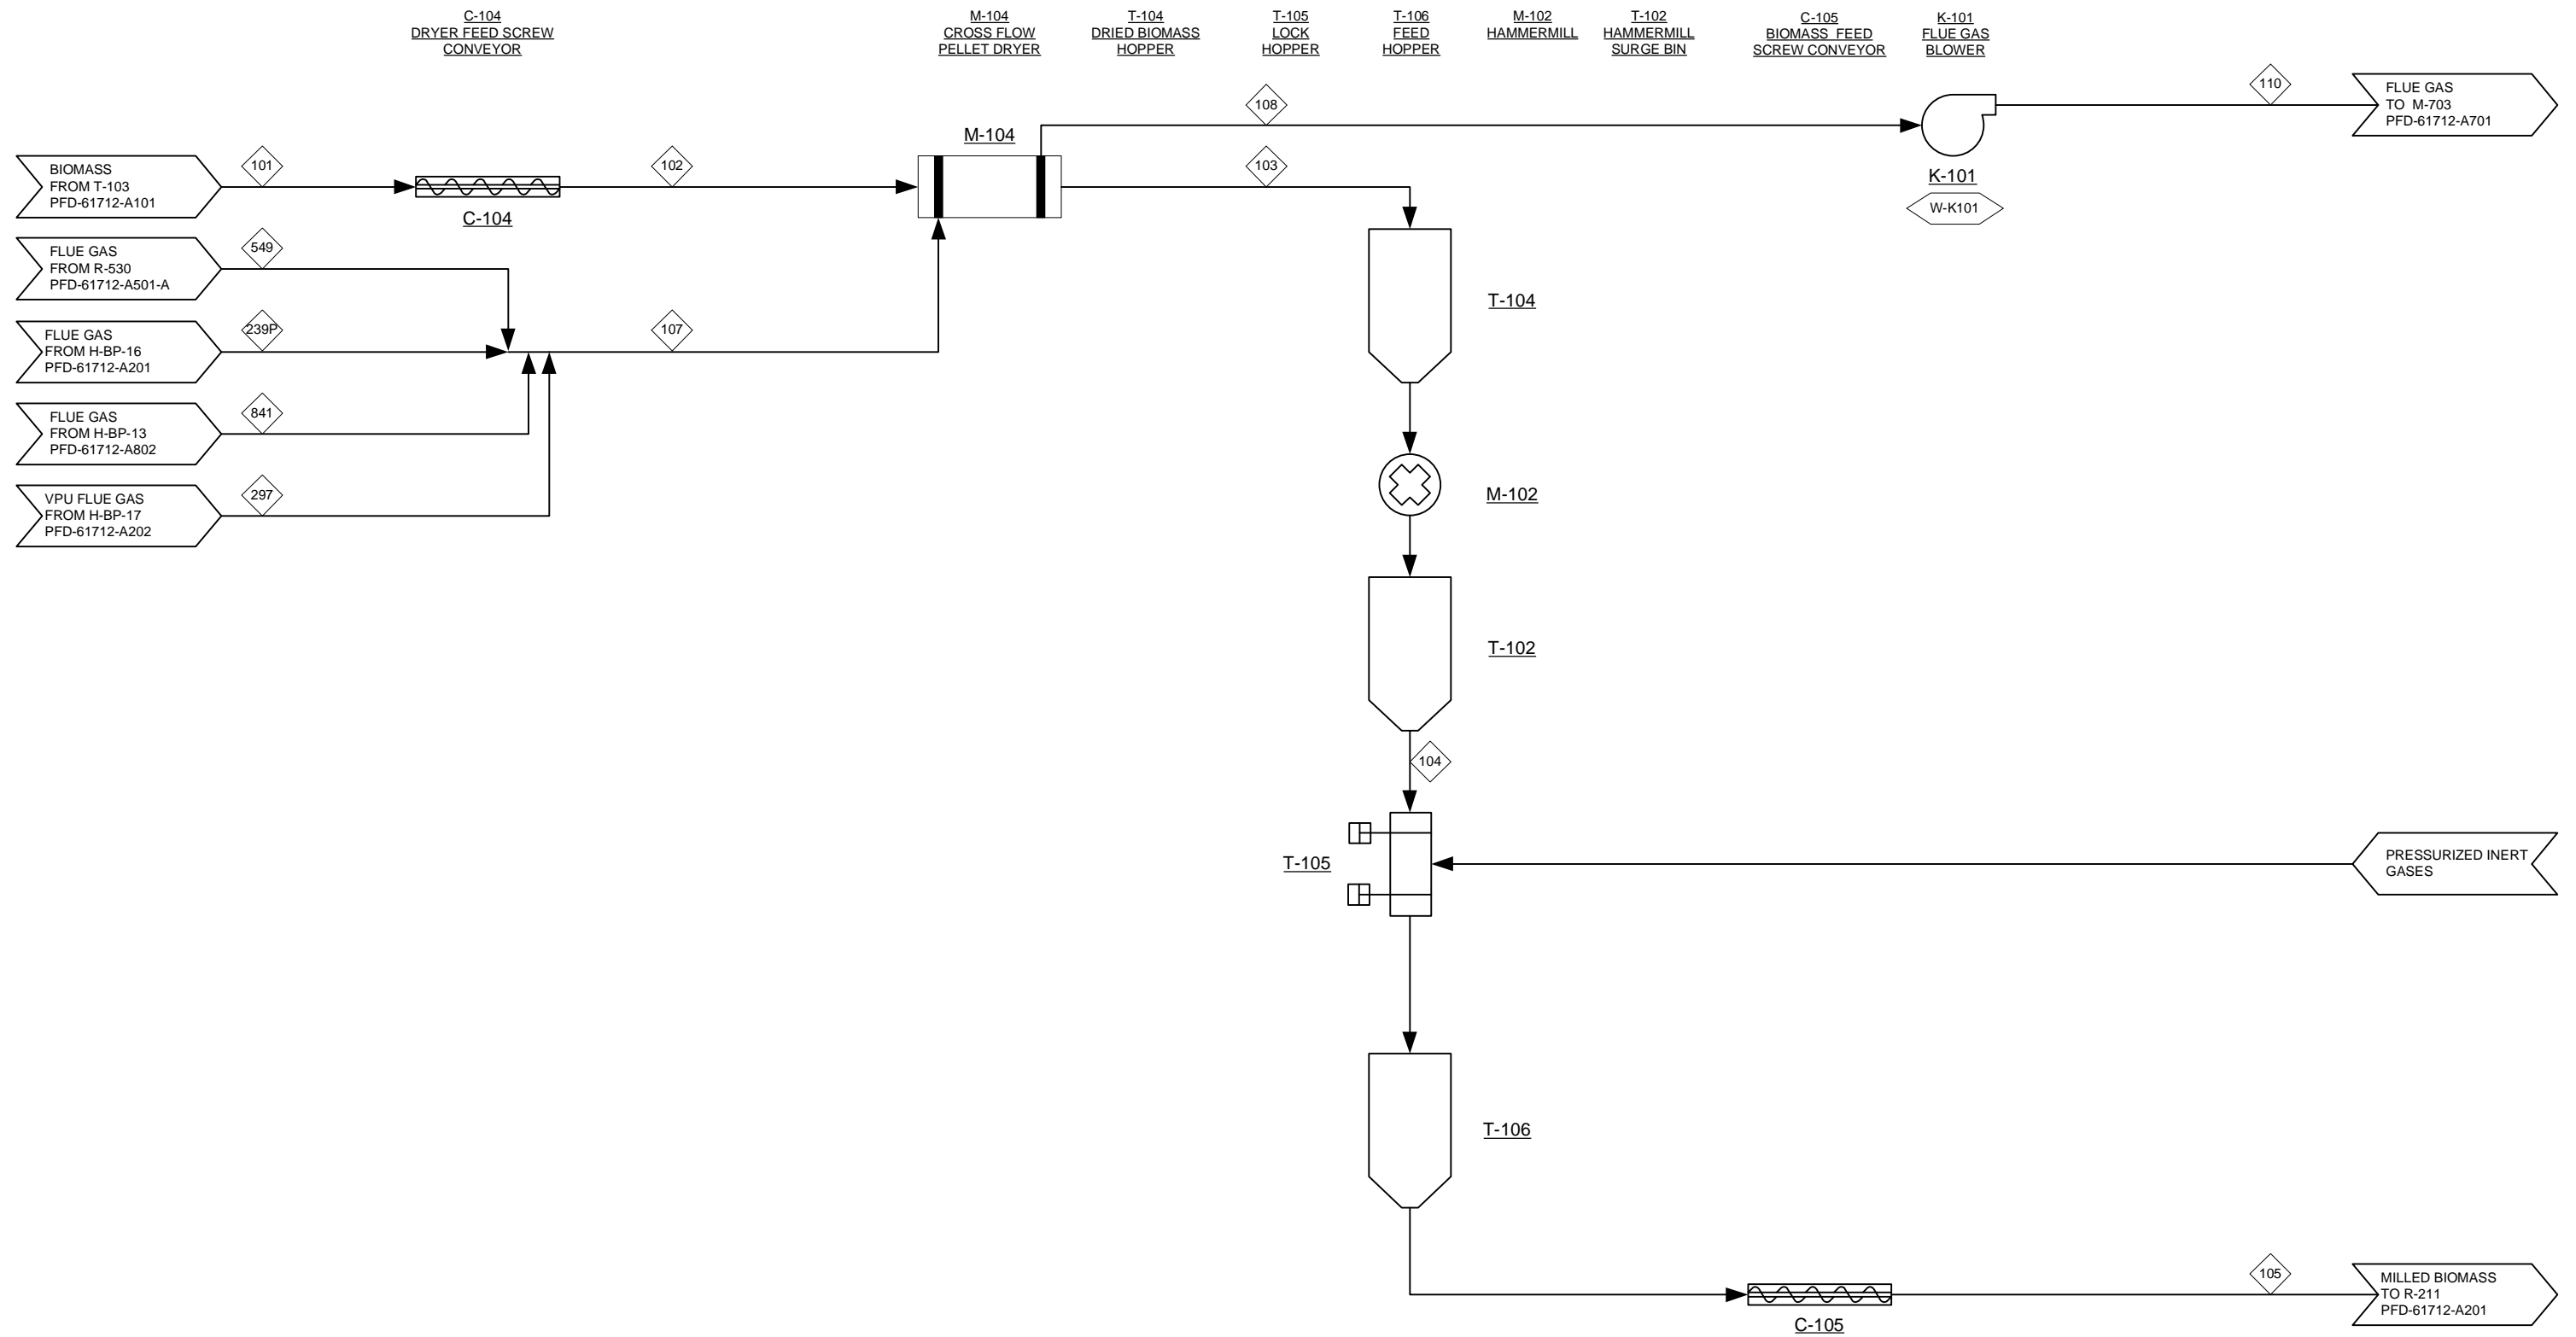 C-104
DRYER FEED SCREW
CONVEYOR
M-104
CROSS FLOW
PELLET DRYER
T-104
DRIED BIOMASS
HOPPER
T-105
LOCK
HOPPER
T-106
FEED
HOPPER
M-102
HAMMERMILL
T-102
HAMMERMILL
SURGE BIN
C-105
BIOMASS FEED
SCREW CONVEYOR
K-101
FLUE GAS
BLOWER
110
FLUE GAS
TO M-703
PFD-61712-A701
108
M-104
BIOMASS
FROM T-103
PFD-61712-A101
101
102
103
C-104
K-101
W-K101
FLUE GAS
FROM R-530
PFD-61712-A501-A
549
T-104
FLUE GAS
FROM H-BP-16
PFD-61712-A201
239P
107
FLUE GAS
FROM H-BP-13
PFD-61712-A802
841
VPU FLUE GAS
FROM H-BP-17
PFD-61712-A202
297
M-102
T-102
104
T-105
PRESSURIZED INERT
GASES
T-106
105
MILLED BIOMASS
TO R-211
PFD-61712-A201
C-105